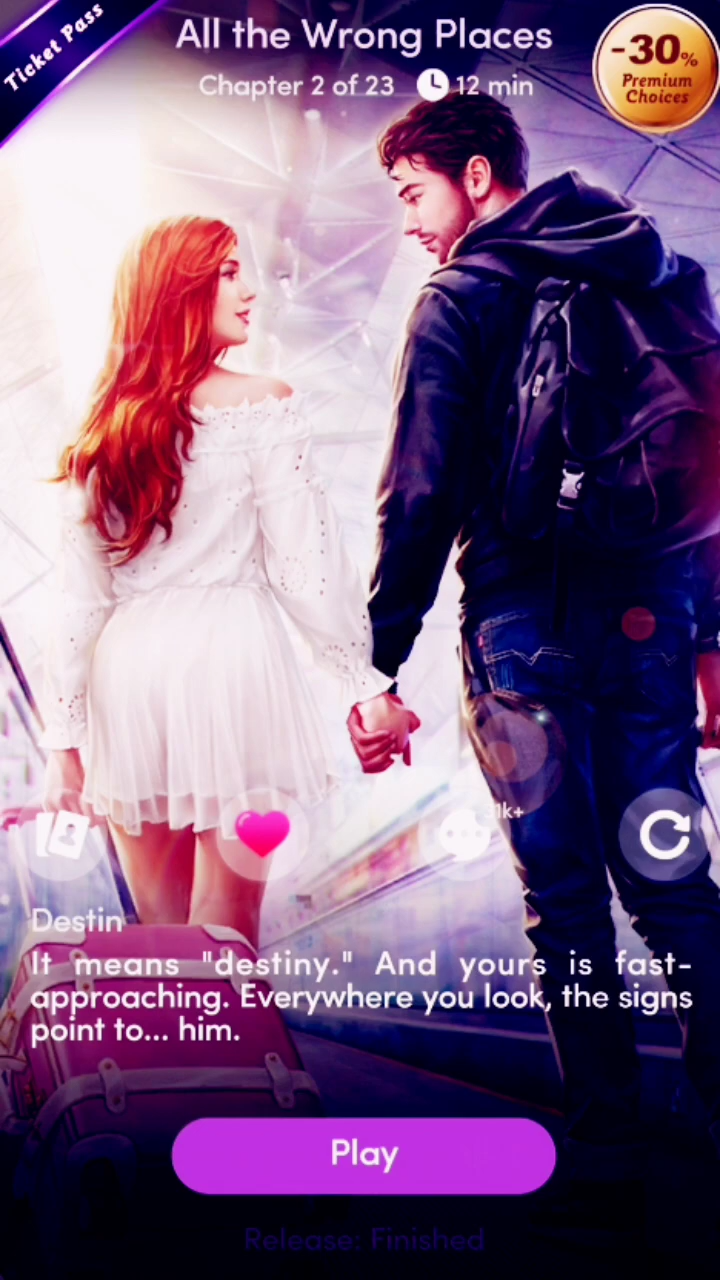 Ticket Pass
All the Wrong Places
Chapter 2 of 23 12 min
-30%
Premium
Choices
1k+
Destin
It means "destiny." And yours is fast-
approaching. Everywhere you look, the signs
point to... him.
Play
Release: Finished